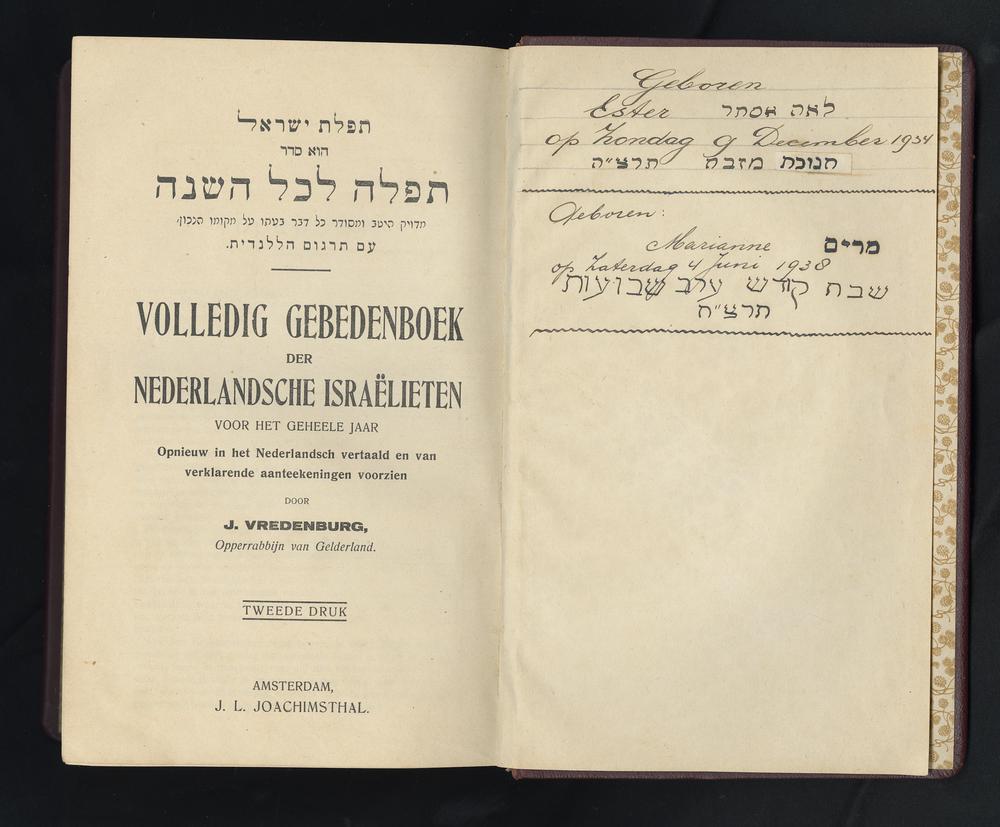 תפלת ישראל
הוא סדר
תפלה לכל השנה
מדויק היטב ומסודר כל דבר בעתו על מקומו הנכון,
עם תרגום הללנדית.
VOLLEDIG GEBEDENBOEK
DER
NEDERLANDSCHE ISRAËLIETEN
VOOR HET GEHEELE JAAR
Opnieuw in het Nederlandsch vertaald en van
verklarende aanteekeningen voorzien
DOOR
J. VREDENBURG,
Opperrabbijn van Gelderland.
TWEEDE DRUK
AMSTERDAM,
J. L. JOACHIMSTHAL.
Geboren
Ester לאה אסתר
op Zondag 9 December 1934
חנוכת מזבח תרצ״ה
Geboren:
Marianne מרים
op Zaterdag 4 Juni 1938
שבת קודש ערב שבועות
תרצ״ח